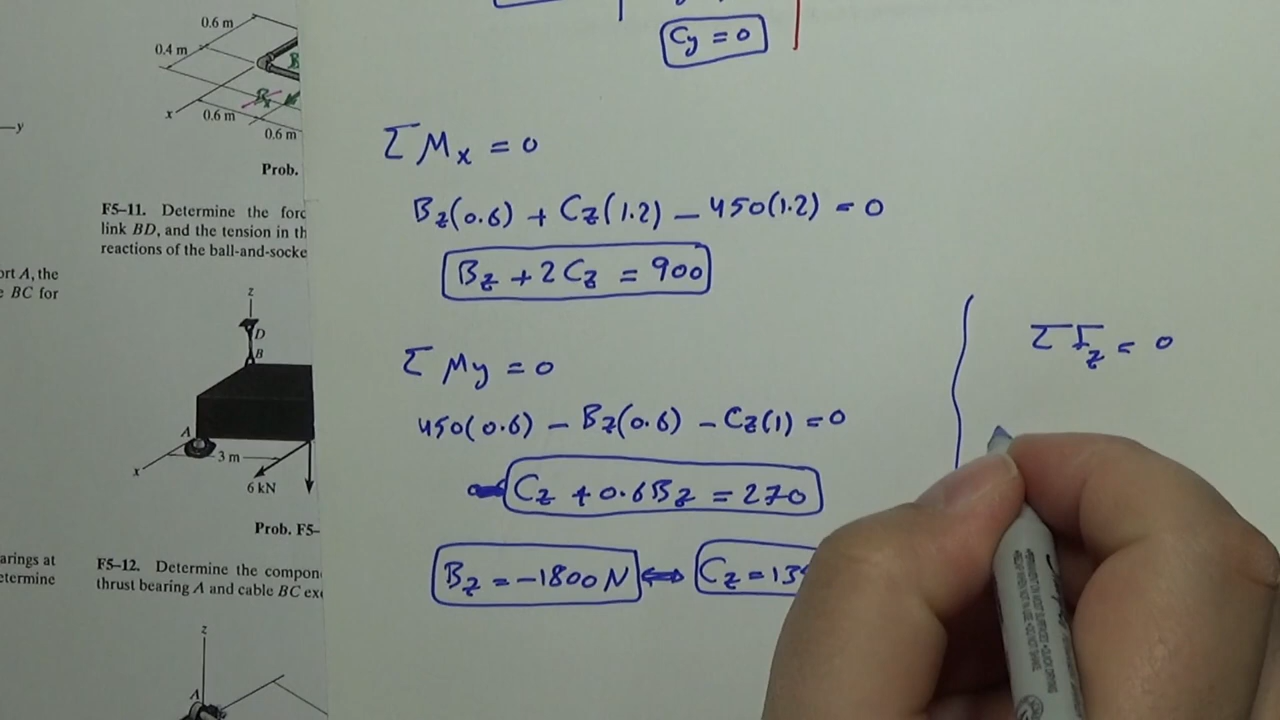 0.6 m
0.4 m
B
Bx
x
0.6 m
0.6 m
y
Prob.
F5–11. Determine the forc
link BD, and the tension in th
reactions of the ball-and-socke
ort A, the
e BC for
z
D
B
A
x
3 m
6 kN
Prob. F5–
arings at
etermine
F5–12. Determine the compon
thrust bearing A and cable BC ex
z
A
Cy = 0
ΣMx = 0
Bz(0.6) + Cz(1.2) – 450(1.2) = 0
Bz + 2Cz = 900
ΣMy = 0
450(0.6) – Bz(0.6) – Cz(1) = 0
Cz + 0.6Bz = 270
Bz = –1800 N ⇔ Cz = 13
ΣFz = 0